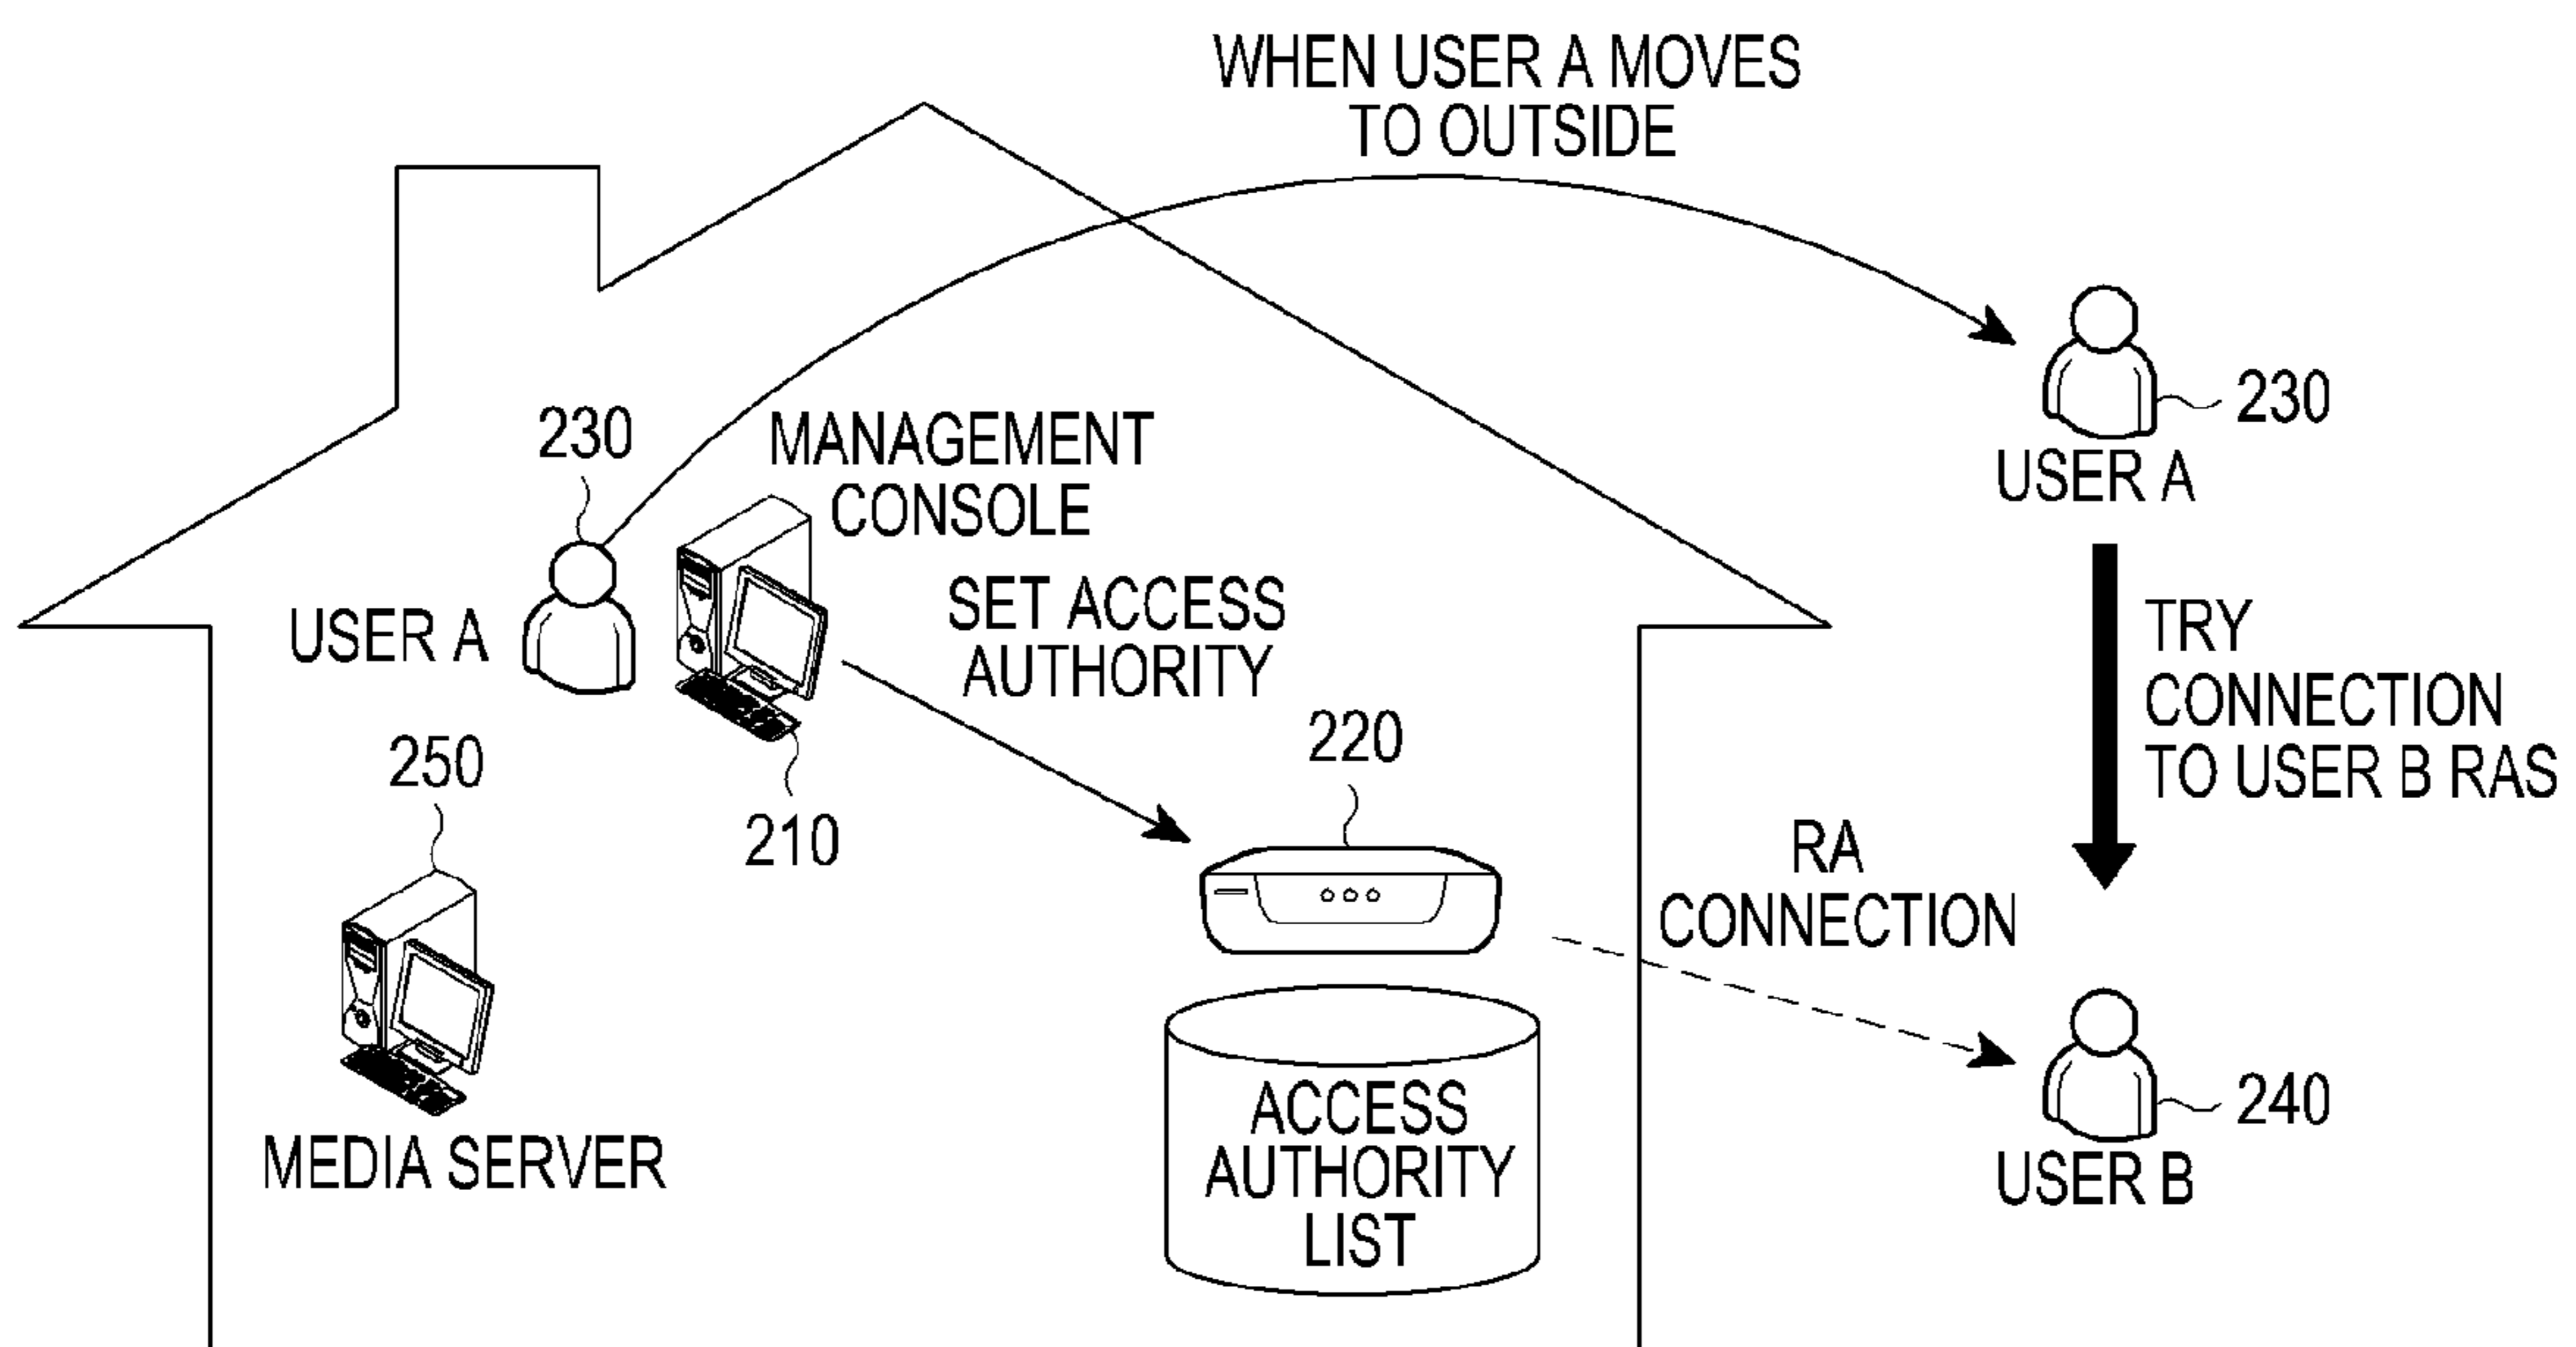 WHEN USER A MOVES
TO OUTSIDE
230
USER A
230
USER A
MANAGEMENT
CONSOLE
210
SET ACCESS
AUTHORITY
250
MEDIA SERVER
220
ACCESS
AUTHORITY
LIST
RA
CONNECTION
TRY
CONNECTION
TO USER B RAS
240
USER B